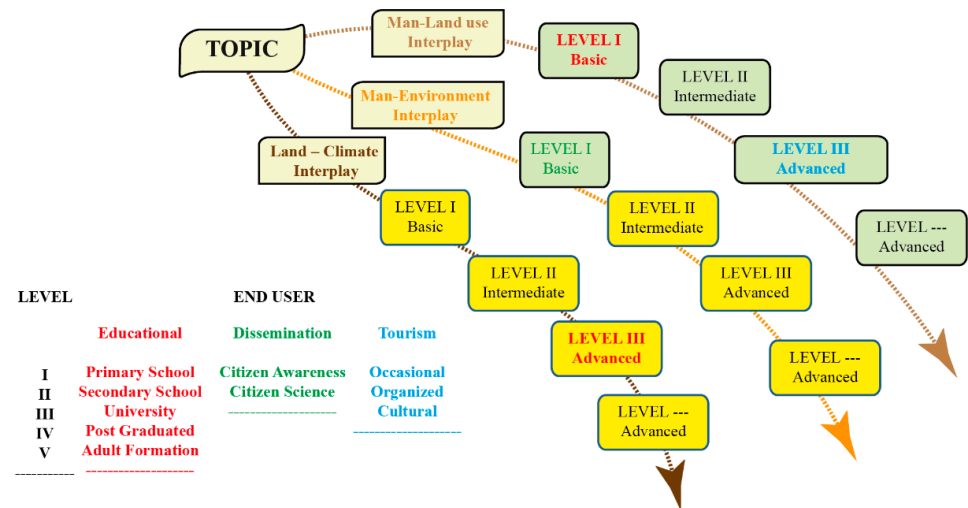 TOPIC
Man-Land use
Interplay
LEVEL I
Basic
LEVEL II
Intermediate
LEVEL III
Advanced
LEVEL ---
Advanced
Man-Environment
Interplay
LEVEL I
Basic
LEVEL II
Intermediate
LEVEL III
Advanced
LEVEL ---
Advanced
Land – Climate
Interplay
LEVEL I
Basic
LEVEL II
Intermediate
LEVEL III
Advanced
LEVEL ---
Advanced
LEVEL END USER
Educational Dissemination Tourism
I Primary School Citizen Awareness Occasional
II Secondary School Citizen Science Organized
III University -------------------- Cultural
IV Post Graduated --------------------
V Adult Formation
----------- --------------------